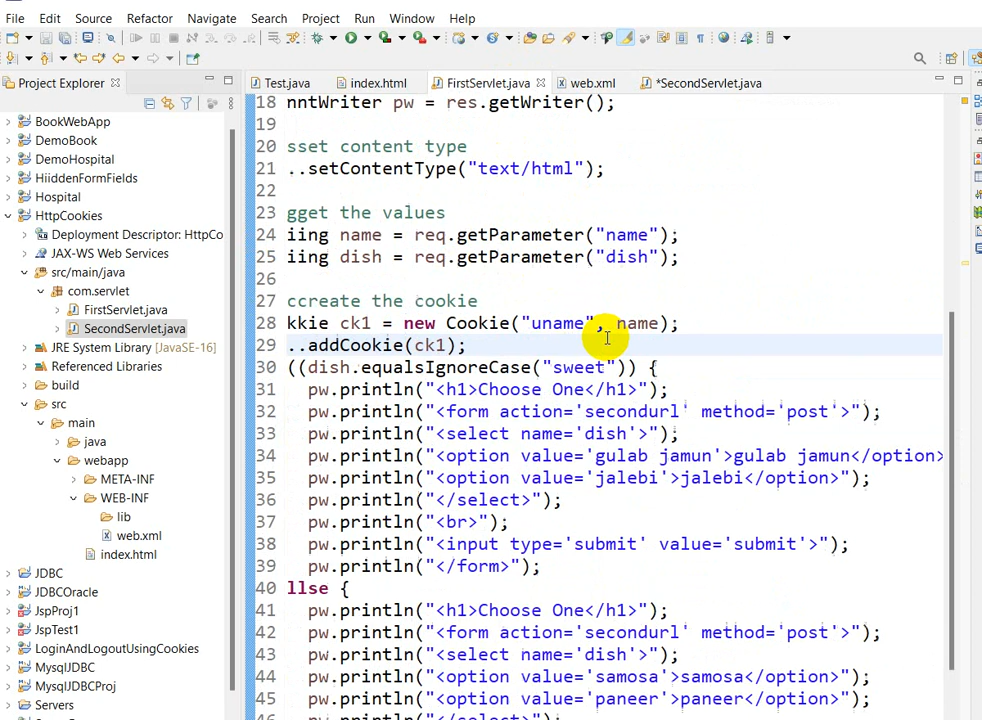 File Edit Source Refactor Navigate Search Project Run Window Help
Project Explorer
Test.java index.html FirstServlet.java web.xml *SecondServlet.java
BookWebApp
DemoBook
DemoHospital
HiiddenFormFields
Hospital
HttpCookies
Deployment Descriptor: HttpCo
JAX-WS Web Services
src/main/java
com.servlet
FirstServlet.java
SecondServlet.java
JRE System Library [JavaSE-16]
Referenced Libraries
build
src
main
java
webapp
META-INF
WEB-INF
lib
web.xml
index.html
JDBC
JDBCOracle
JspProj1
JspTest1
LoginAndLogoutUsingCookies
MysqlJDBC
MysqlJDBCProj
Servers
18 nntWriter pw = res.getWriter();
19
20 sset content type
21 ..setContentType("text/html");
22
23 gget the values
24 iing name = req.getParameter("name");
25 iing dish = req.getParameter("dish");
26
27 ccreate the cookie
28 kkie ck1 = new Cookie("uname", name);
29 ..addCookie(ck1);
30 ((dish.equalsIgnoreCase("sweet")) {
31 pw.println("<h1>Choose One</h1>");
32 pw.println("<form action='secondurl' method='post'>");
33 pw.println("<select name='dish'>");
34 pw.println("<option value='gulab jamun'>gulab jamun</option>
35 pw.println("<option value='jalebi'>jalebi</option>");
36 pw.println("</select>");
37 pw.println("<br>");
38 pw.println("<input type='submit' value='submit'>");
39 pw.println("</form>");
40 llse {
41 pw.println("<h1>Choose One</h1>");
42 pw.println("<form action='secondurl' method='post'>");
43 pw.println("<select name='dish'>");
44 pw.println("<option value='samosa'>samosa</option>");
45 pw.println("<option value='paneer'>paneer</option>");
46 pw.println("</select>");